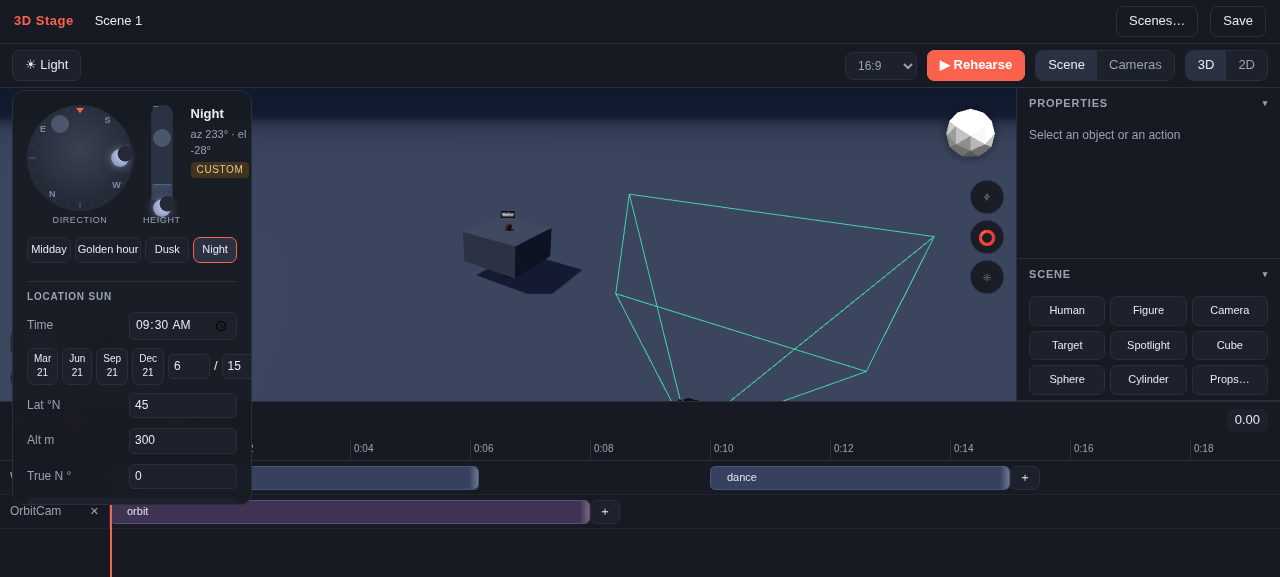 3D Stage Scene 1 Scenes… Save
☀ Light 16:9 ▶ Rehearse Scene Cameras 3D 2D
E S W N
DIRECTION HEIGHT
Night
az 233° · el
-28°
CUSTOM
Midday Golden hour Dusk Night
LOCATION SUN
Time 09:30 AM
Mar 21 Jun 21 Sep 21 Dec 21 6 / 15
Lat °N 45
Alt m 300
True N ° 0
PROPERTIES ▾
Select an object or an action
SCENE ▾
Human Figure Camera
Target Spotlight Cube
Sphere Cylinder Props…
0.00
0:04 0:06 0:08 0:10 0:12 0:14 0:16 0:18
dance +
OrbitCam × orbit +